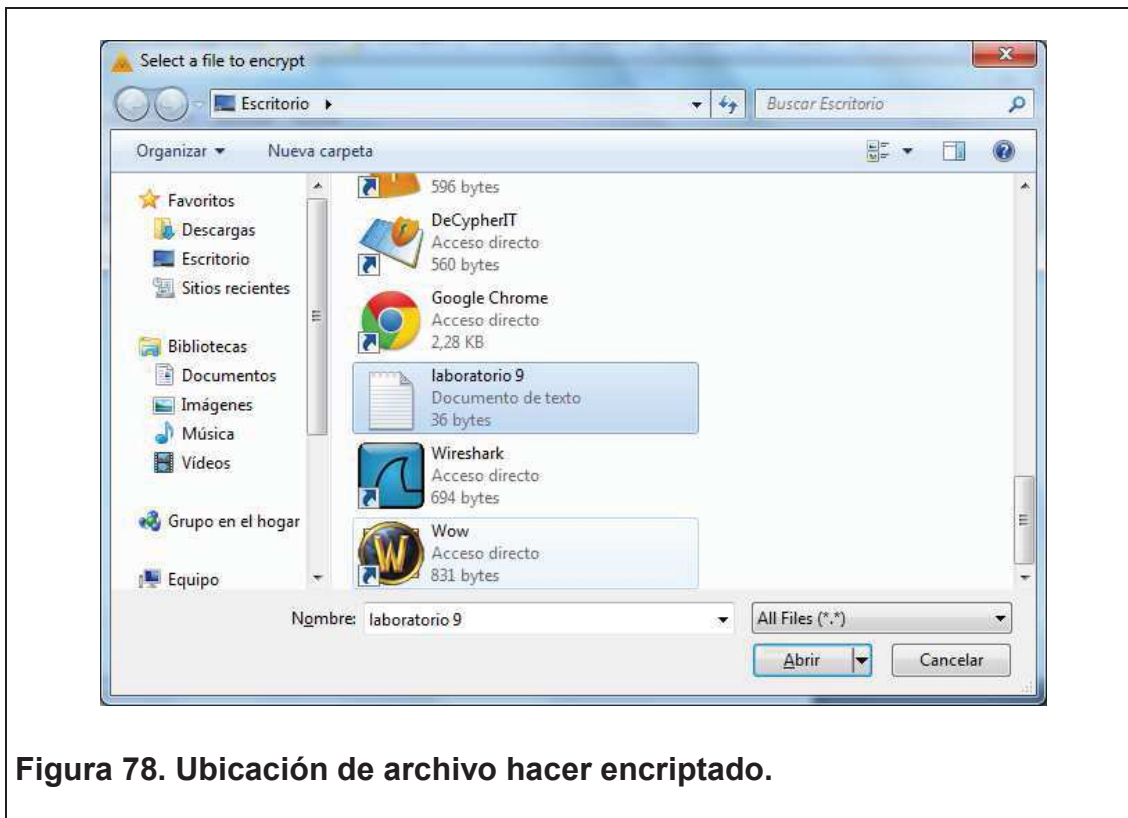 Select a file to encrypt
Escritorio
Buscar Escritorio
Organizar
Nueva carpeta
Favoritos
Descargas
Escritorio
Sitios recientes
Bibliotecas
Documentos
Imágenes
Música
Vídeos
Grupo en el hogar
Equipo
596 bytes
DeCypherIT
Acceso directo
560 bytes
Google Chrome
Acceso directo
2,28 KB
laboratorio 9
Documento de texto
36 bytes
Wireshark
Acceso directo
694 bytes
Wow
Acceso directo
831 bytes
Nombre: laboratorio 9
All Files (*.*)
Abrir
Cancelar
Figura 78. Ubicación de archivo hacer encriptado.